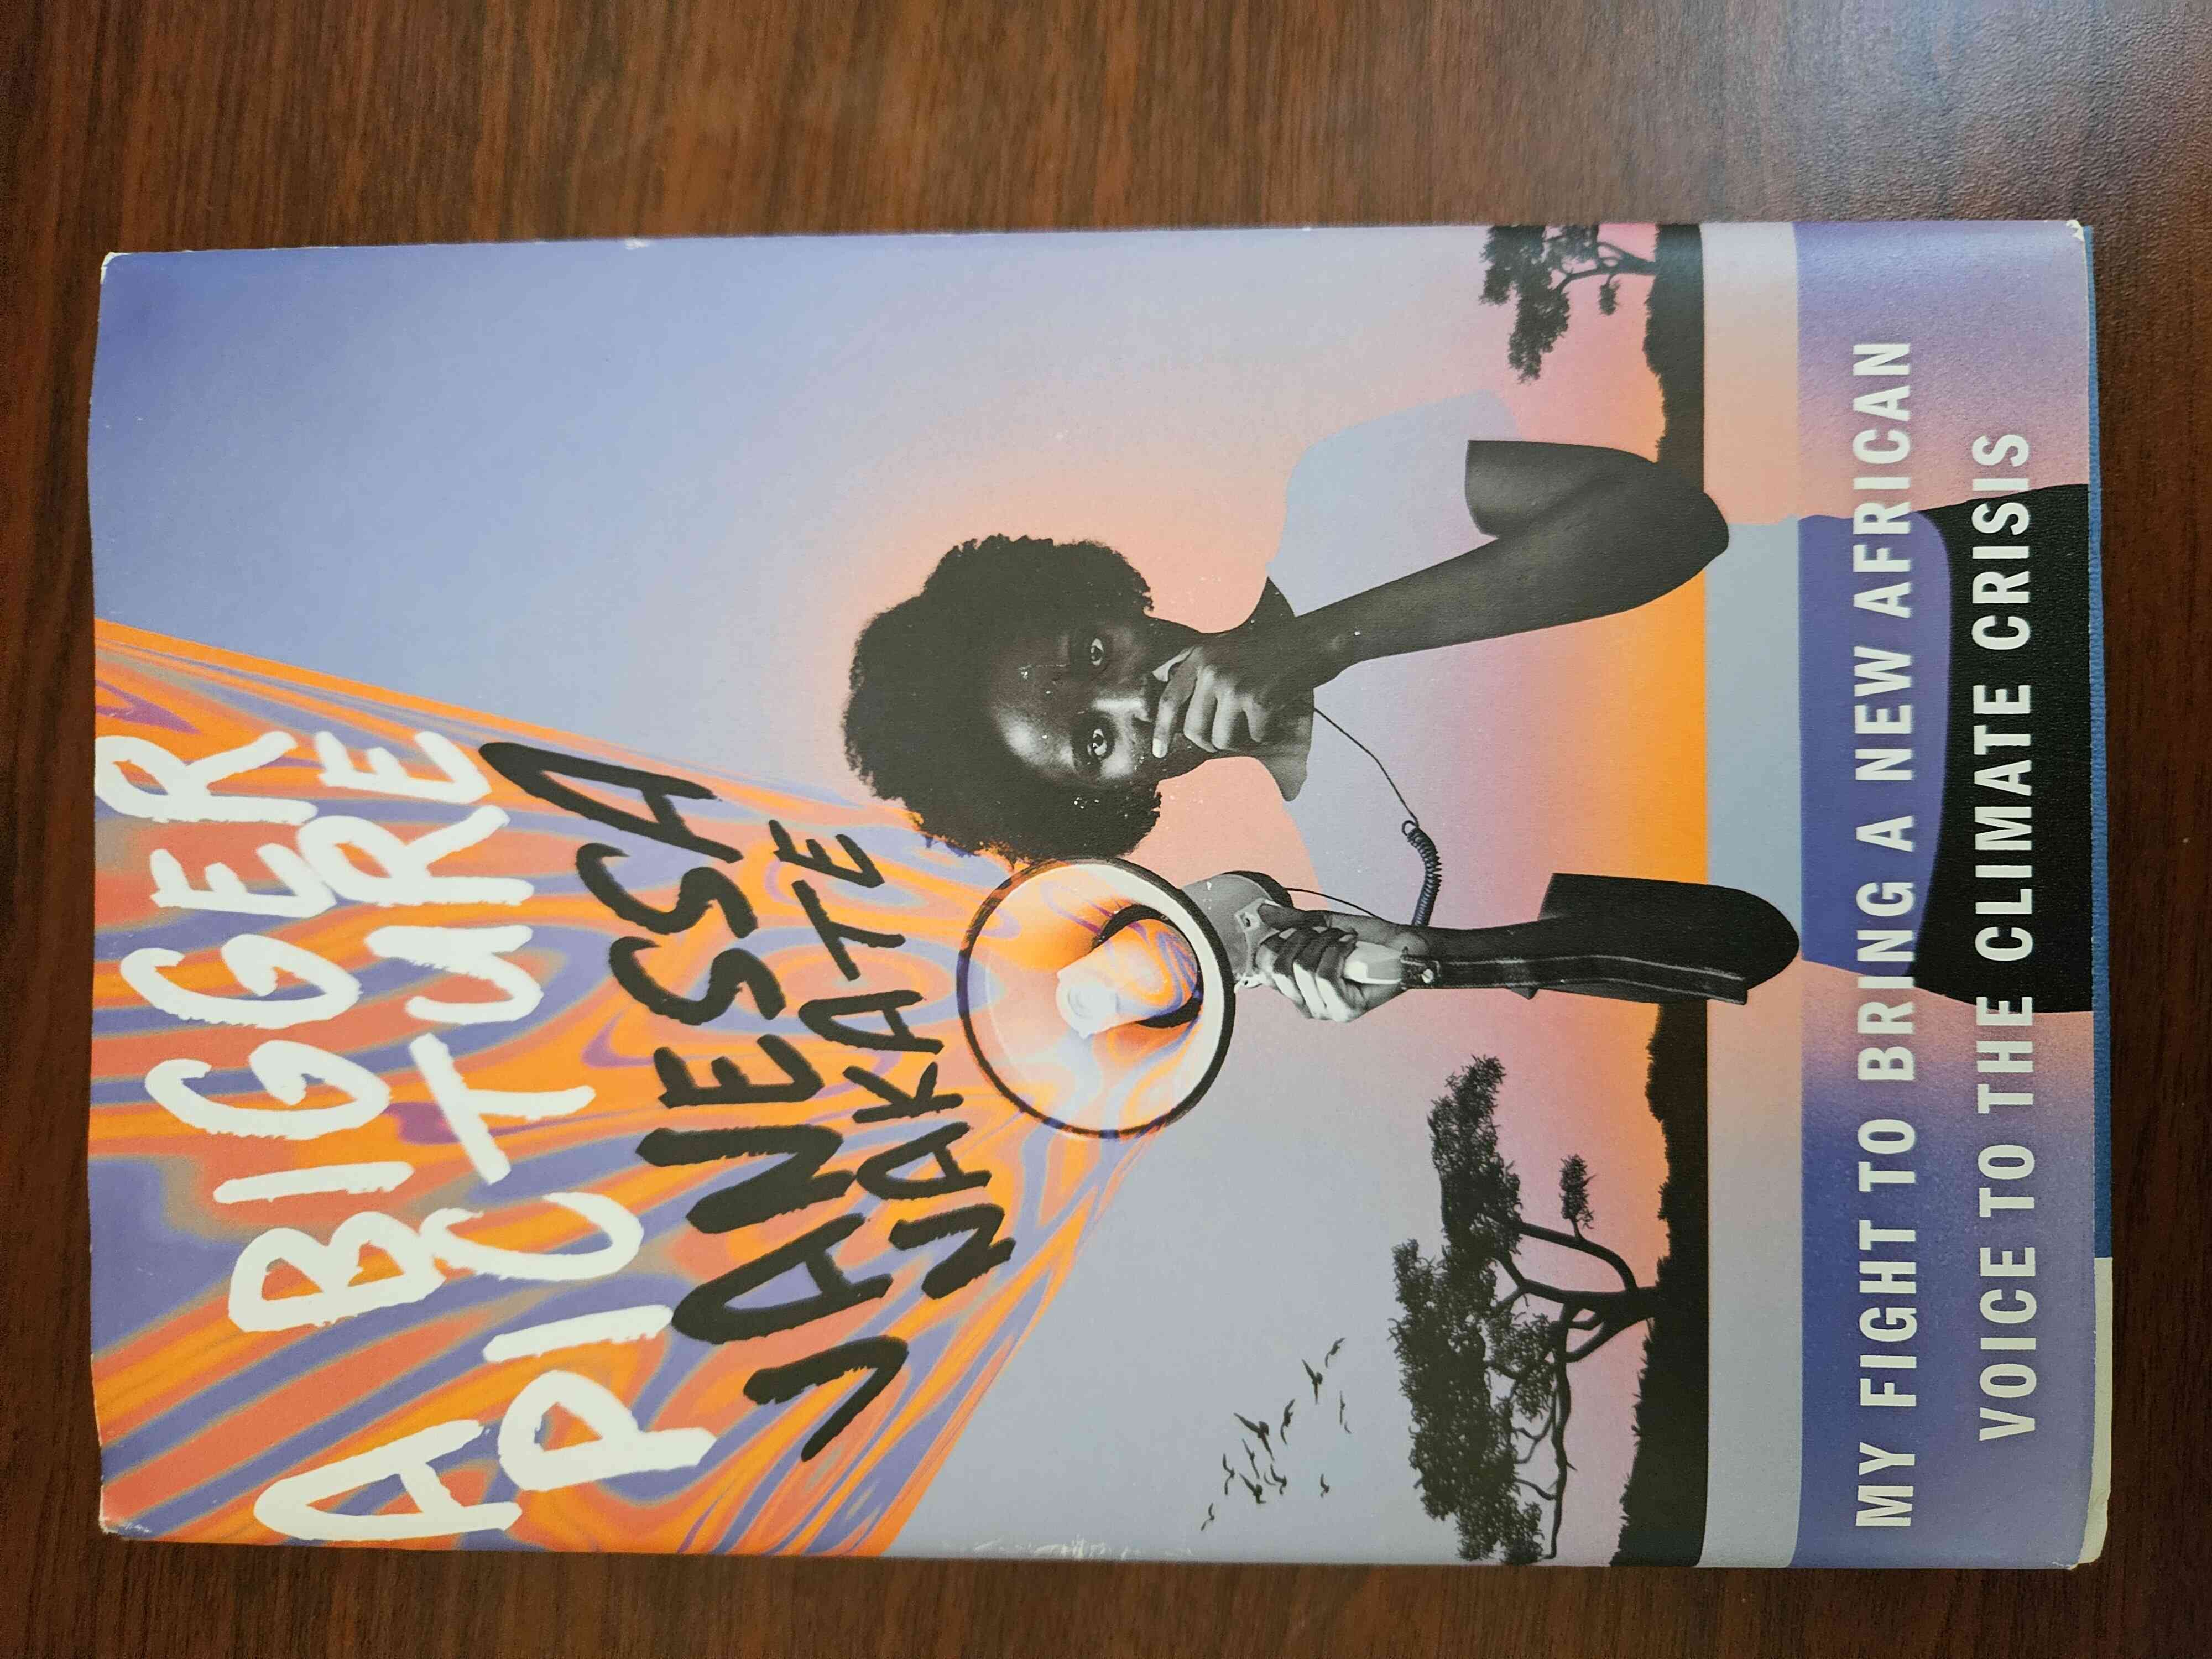 A BIGGER
PICTURE
VANESSA
NAKATE
MY FIGHT TO BRING A NEW AFRICAN
VOICE TO THE CLIMATE CRISIS